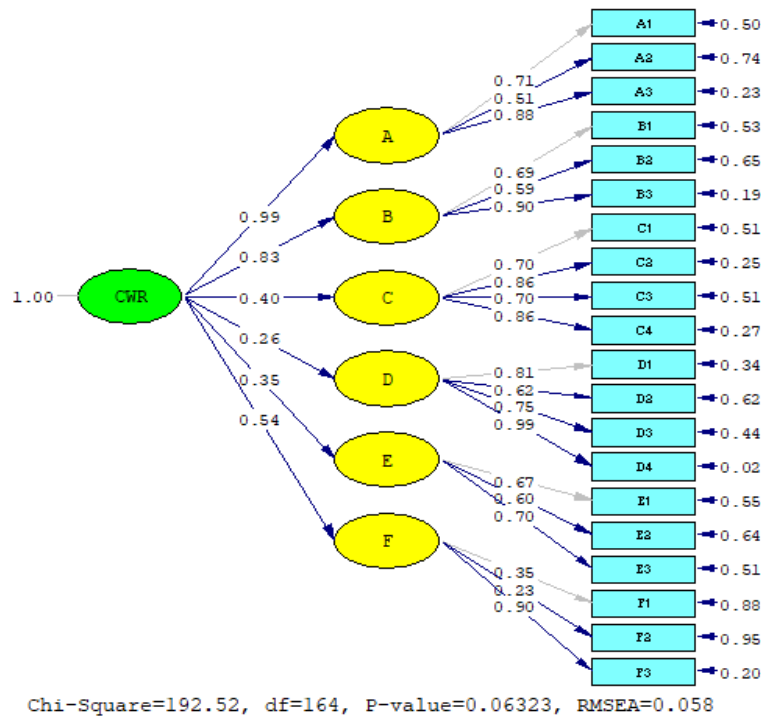 A1 0.50
A2 0.74
0.71
0.51
A3 0.23
0.88
A
B1 0.53
B2 0.65
0.69
0.59
B3 0.19
0.90
0.99
B
C1 0.51
0.83
C2 0.25
0.70
0.86
1.00 CWR 0.40 C 0.70 C3 0.51
0.86
C4 0.27
0.26
D1 0.34
0.81
0.35
D
0.62
D2 0.62
0.75
0.54
0.99
D3 0.44
E
D4 0.02
0.67
0.60
E1 0.55
0.70
E2 0.64
F
E3 0.51
0.35
0.23
F1 0.88
0.90
F2 0.95
F3 0.20
Chi-Square=192.52, df=164, P-value=0.06323, RMSEA=0.058